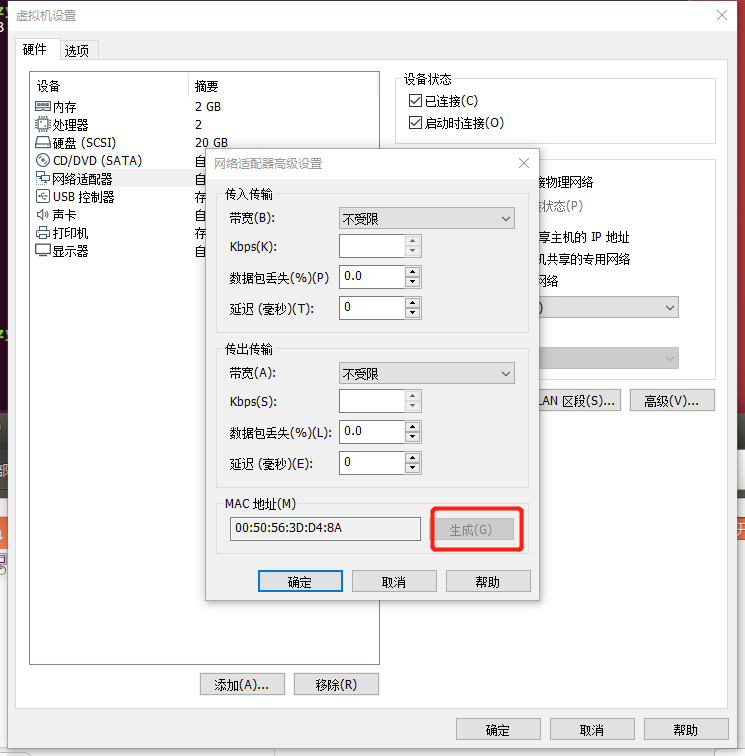 虚拟机设置
硬件 选项
设备 摘要
内存 2 GB
处理器 2
硬盘 (SCSI) 20 GB
CD/DVD (SATA) 自
网络适配器 自
USB 控制器 存
声卡 自
打印机 存
显示器 自
设备状态
已连接(C)
启动时连接(O)
接物理网络
状态(P)
享主机的 IP 地址
机共享的专用网络
网络
)
LAN 区段(S)... 高级(V)...
网络适配器高级设置
传入传输
带宽(B): 不受限
Kbps(K):
数据包丢失(%)(P) 0.0
延迟 (毫秒)(T): 0
传出传输
带宽(A): 不受限
Kbps(S):
数据包丢失(%)(L): 0.0
延迟 (毫秒)(E): 0
MAC 地址(M)
00:50:56:3D:D4:8A 生成(G)
确定 取消 帮助
添加(A)... 移除(R)
确定 取消 帮助